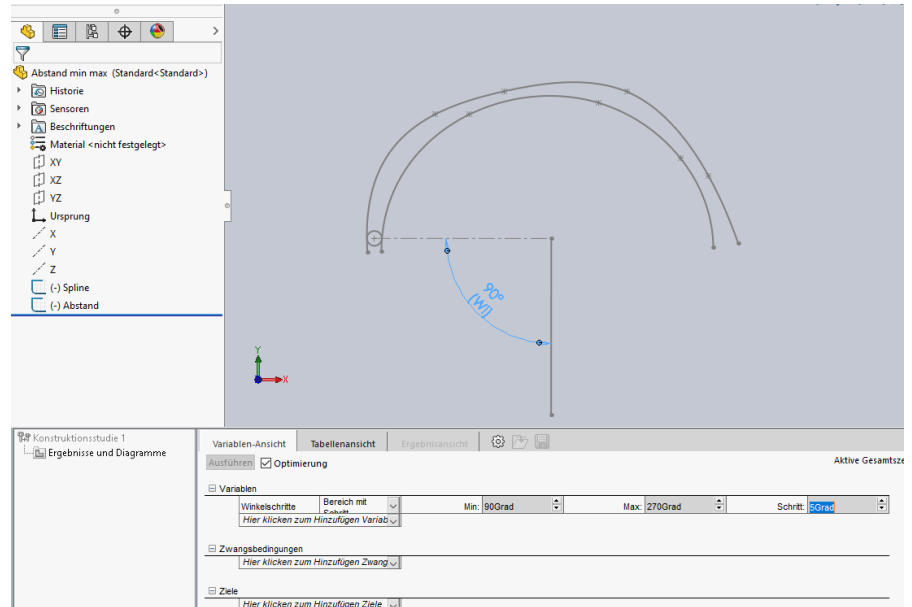 Abstand min max (Standard<Standard>)
Historie
Sensoren
Beschriftungen
Material <nicht festgelegt>
XY
XZ
YZ
Ursprung
X
Y
Z
(-) Spline
(-) Abstand
90°
(WI)
Y
X
Konstruktionsstudie 1
Ergebnisse und Diagramme
Variablen-Ansicht Tabellenansicht Ergebnisansicht
Ausführen Optimierung Aktive Gesamtsze
Variablen
Winkelschritte Bereich mit Schritt Min: 90Grad Max: 270Grad Schritt: 5Grad
Hier klicken zum Hinzufügen Variab
Zwangsbedingungen
Hier klicken zum Hinzufügen Zwang
Ziele
Hier klicken zum Hinzufügen Ziele